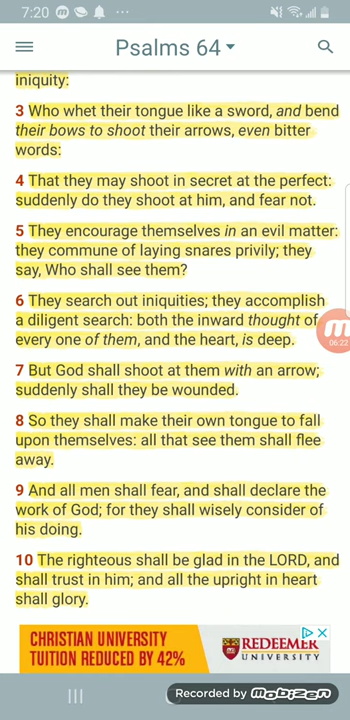 7:20
Psalms 64
iniquity:
3 Who whet their tongue like a sword, and bend
their bows to shoot their arrows, even bitter
words:
4 That they may shoot in secret at the perfect:
suddenly do they shoot at him, and fear not.
5 They encourage themselves in an evil matter:
they commune of laying snares privily; they
say, Who shall see them?
6 They search out iniquities; they accomplish
a diligent search: both the inward thought of
every one of them, and the heart, is deep.
06:22
7 But God shall shoot at them with an arrow;
suddenly shall they be wounded.
8 So they shall make their own tongue to fall
upon themselves: all that see them shall flee
away.
9 And all men shall fear, and shall declare the
work of God; for they shall wisely consider of
his doing.
10 The righteous shall be glad in the LORD, and
shall trust in him; and all the upright in heart
shall glory.
CHRISTIAN UNIVERSITY
TUITION REDUCED BY 42%
REDEEMER
UNIVERSITY
Recorded by mobizen